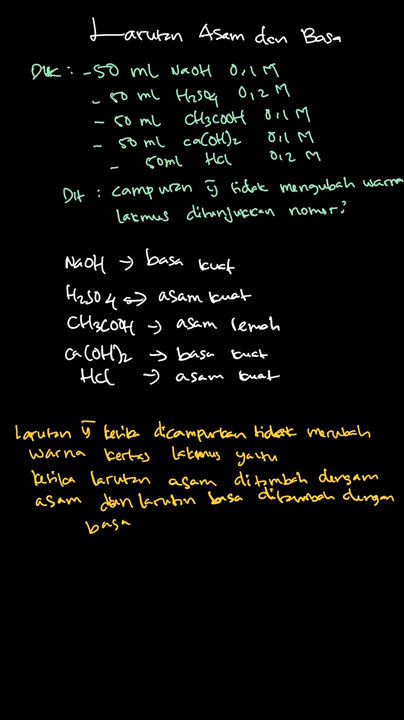 Larutan Asam dan Basa
Dik : - 50 ml NaOH 0,1 M
- 50 ml H2SO4 0,2 M
- 50 ml CH3COOH 0,1 M
- 50 ml Ca(OH)2 0,1 M
- 50ml HCl 0,2 M
Dit : Campuran yg tidak mengubah warna
lakmus ditunjukkan nomor?
NaOH → basa kuat
H2SO4 → asam kuat
CH3COOH → asam lemah
Ca(OH)2 → basa kuat
HCl → asam kuat
Larutan yg ketika dicampurkan tidak merubah
warna kertas lakmus yaitu
ketika larutan asam ditambah dengan
asam dan larutan basa ditambah dengan
basa